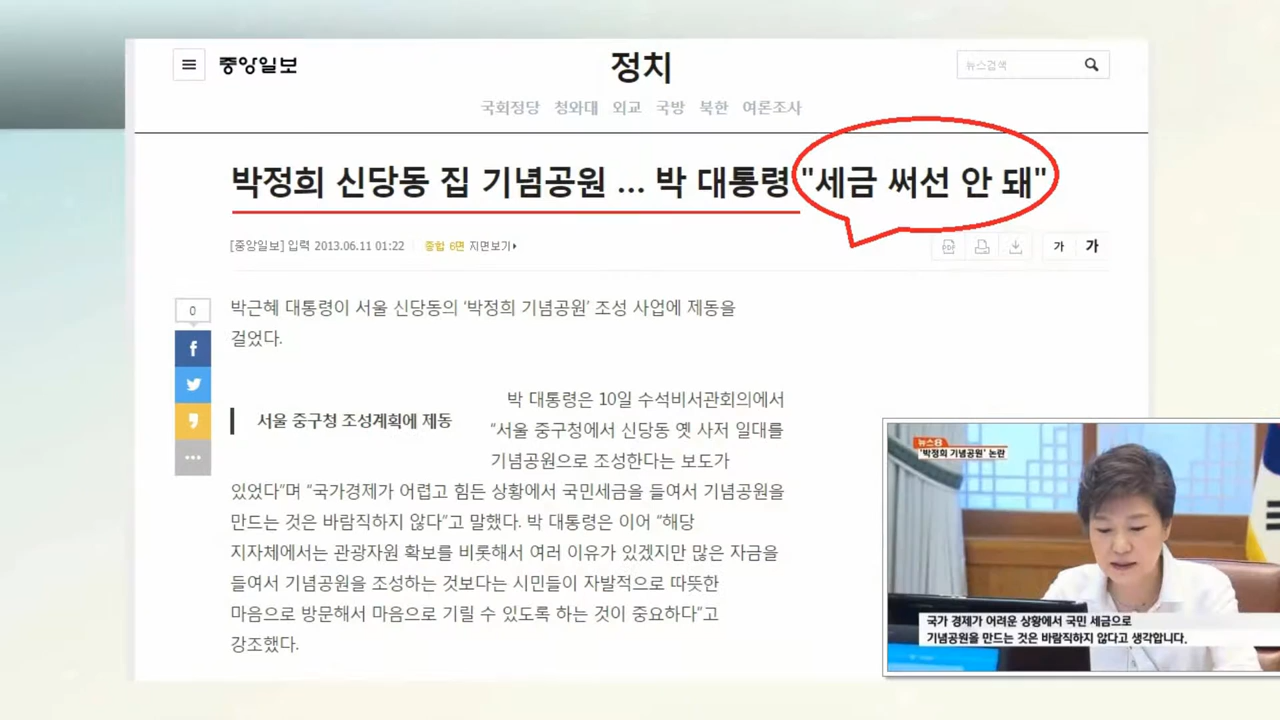 중앙일보
정치
뉴스검색
국회정당 청와대 외교 국방 북한 여론조사
박정희 신당동 집 기념공원 ... 박 대통령 "세금 써선 안 돼"
[중앙일보] 입력 2013.06.11 01:22 종합 6면 지면보기
PDF
가 가
0
박근혜 대통령이 서울 신당동의 ‘박정희 기념공원’ 조성 사업에 제동을
걸었다.
서울 중구청 조성계획에 제동
박 대통령은 10일 수석비서관회의에서
“서울 중구청에서 신당동 옛 사저 일대를
기념공원으로 조성한다는 보도가
있었다”며 “국가경제가 어렵고 힘든 상황에서 국민세금을 들여서 기념공원을
만드는 것은 바람직하지 않다”고 말했다. 박 대통령은 이어 “해당
지자체에서는 관광자원 확보를 비롯해서 여러 이유가 있겠지만 많은 자금을
들여서 기념공원을 조성하는 것보다는 시민들이 자발적으로 따뜻한
마음으로 방문해서 마음으로 기릴 수 있도록 하는 것이 중요하다”고
강조했다.
뉴스8
'박정희 기념공원' 논란
국가 경제가 어려운 상황에서 국민 세금으로
기념공원을 만드는 것은 바람직하지 않다고 생각합니다.